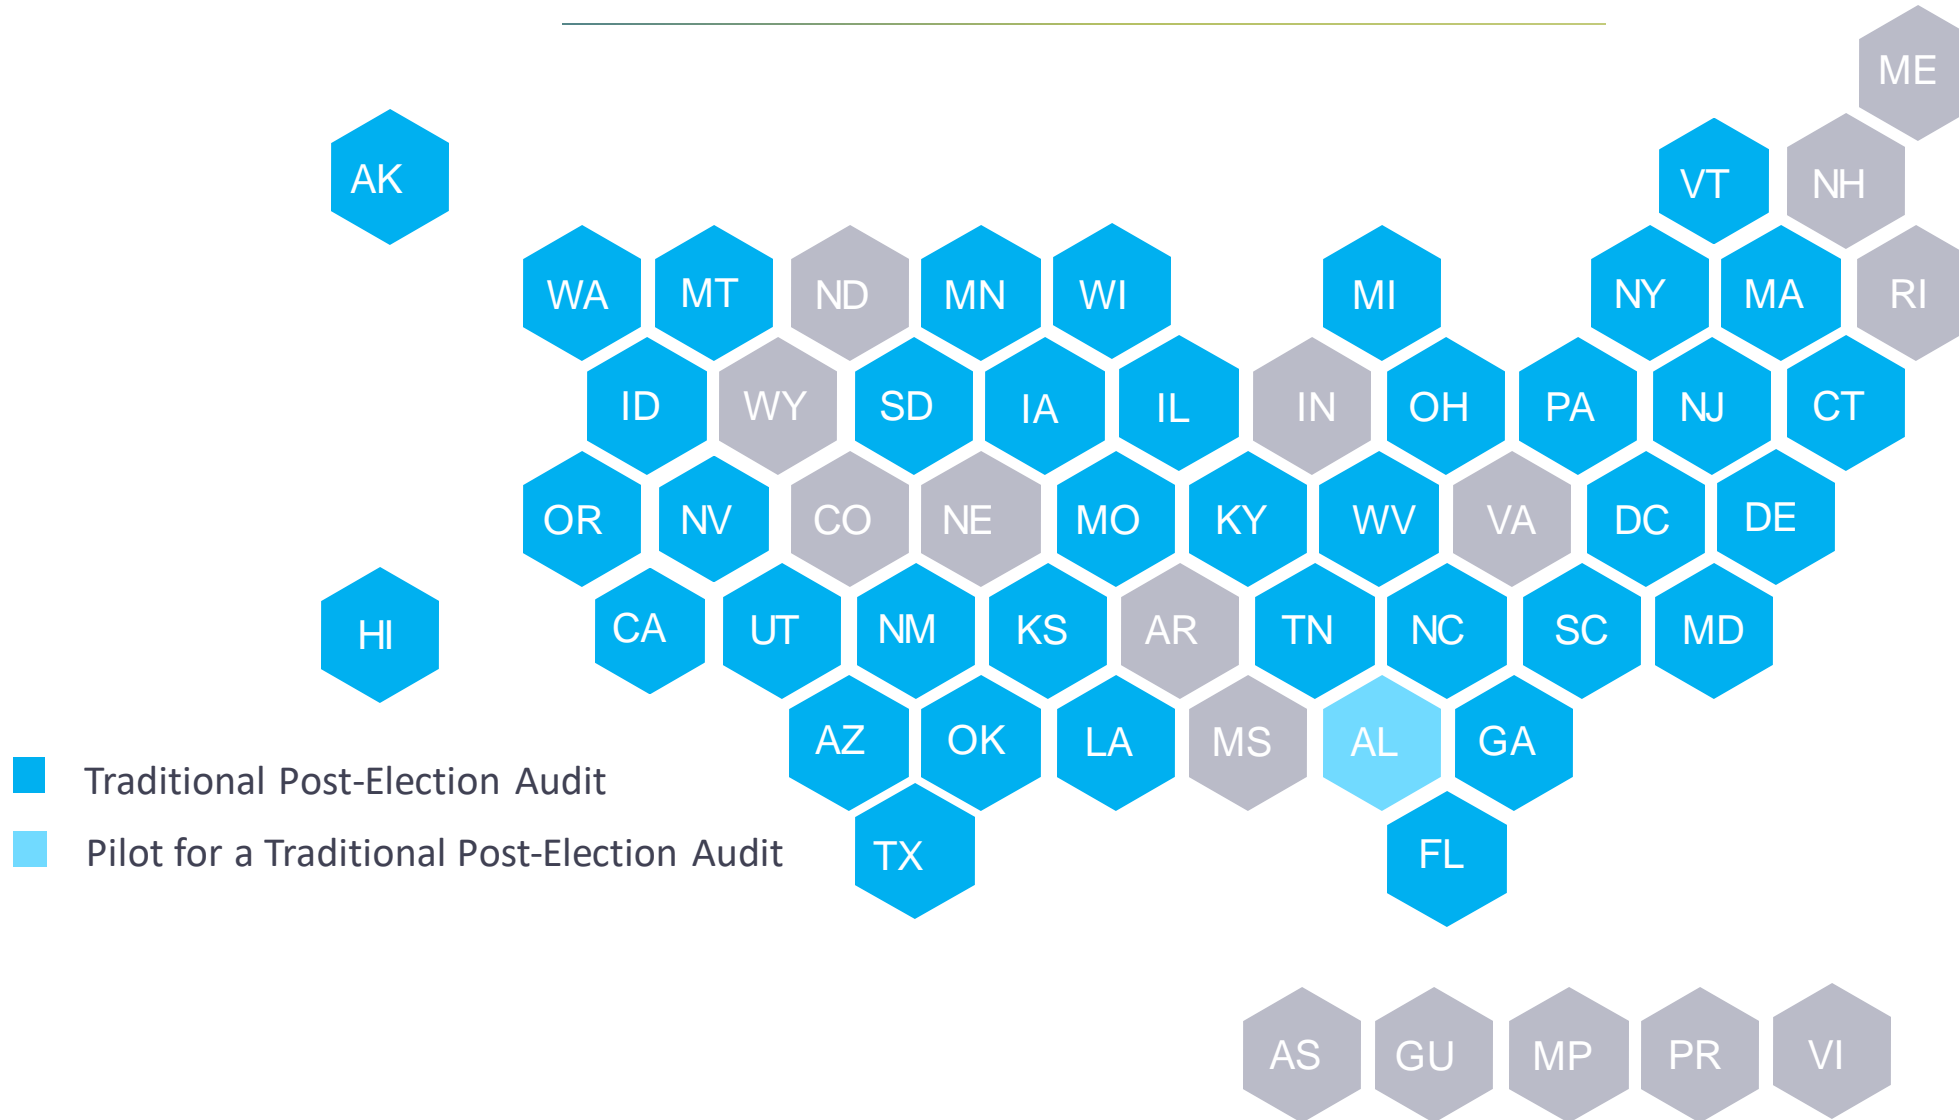 ME
AK
VT NH
WA MT ND MN WI MI NY MA RI
ID WY SD IA IL IN OH PA NJ CT
OR NV CO NE MO KY WV VA DC DE
HI CA UT NM KS AR TN NC SC MD
AZ OK LA MS AL GA
Traditional Post-Election Audit
Pilot for a Traditional Post-Election Audit
TX FL
AS GU MP PR VI